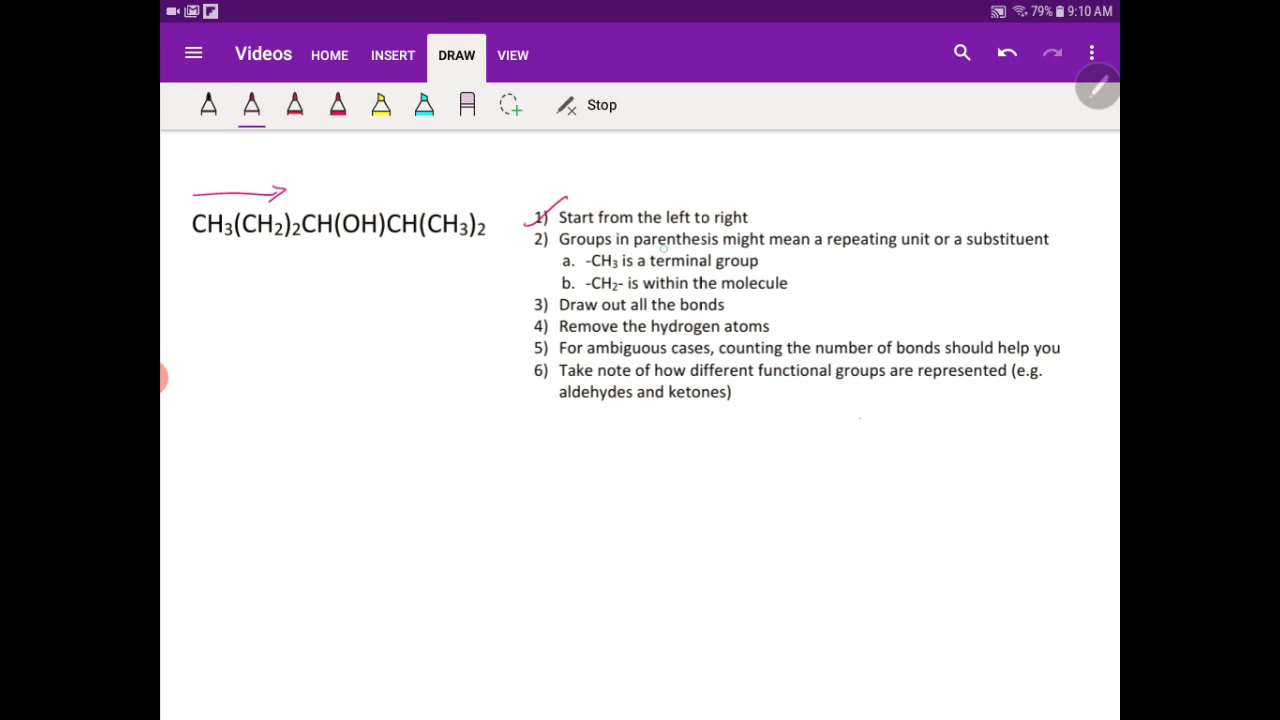 79% 9:10 AM
Videos HOME INSERT DRAW VIEW
Stop
CH₃(CH₂)₂CH(OH)CH(CH₃)₂
1) Start from the left to right
2) Groups in parenthesis might mean a repeating unit or a substituent
a. -CH₃ is a terminal group
b. -CH₂- is within the molecule
3) Draw out all the bonds
4) Remove the hydrogen atoms
5) For ambiguous cases, counting the number of bonds should help you
6) Take note of how different functional groups are represented (e.g.
aldehydes and ketones)